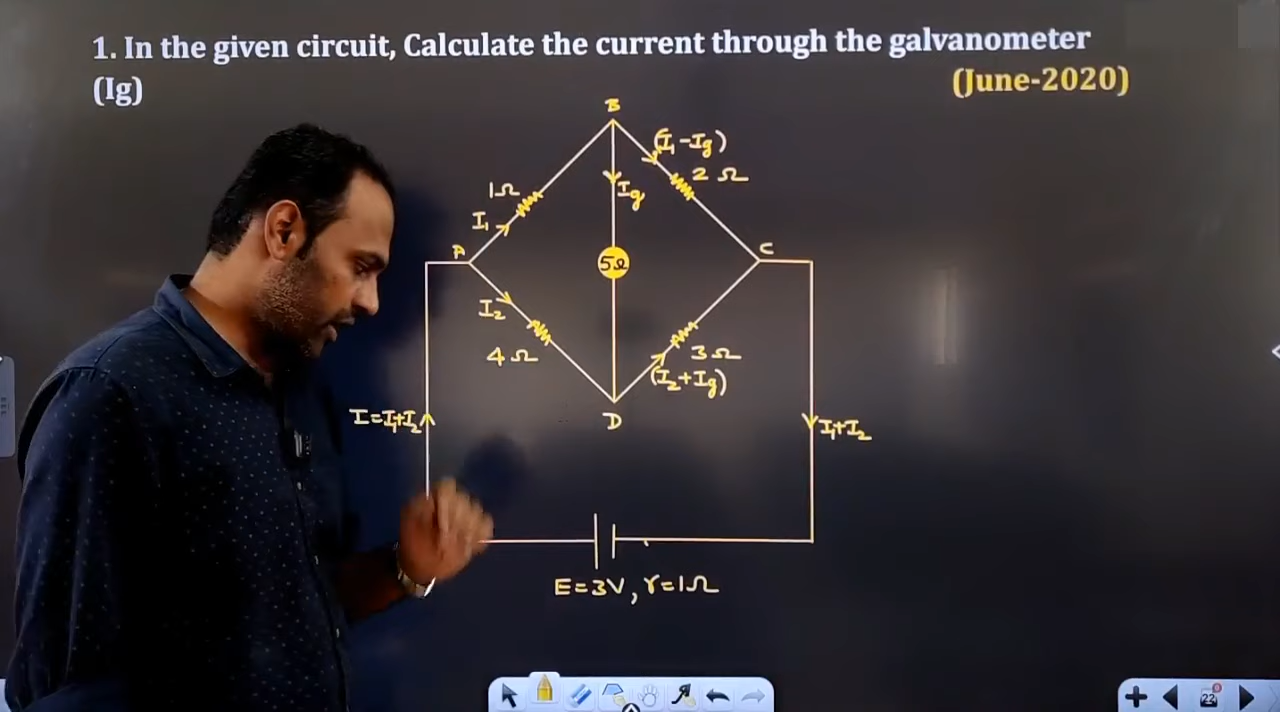 1. In the given circuit, Calculate the current through the galvanometer
(Ig)
(June-2020)
B
(I₁-Ig)
1Ω
2Ω
Ig
I₁
A
C
5Ω
I₂
4Ω
3Ω
(I₂+Ig)
D
I=I₁+I₂
I₁+I₂
E=3V, r=1Ω
22